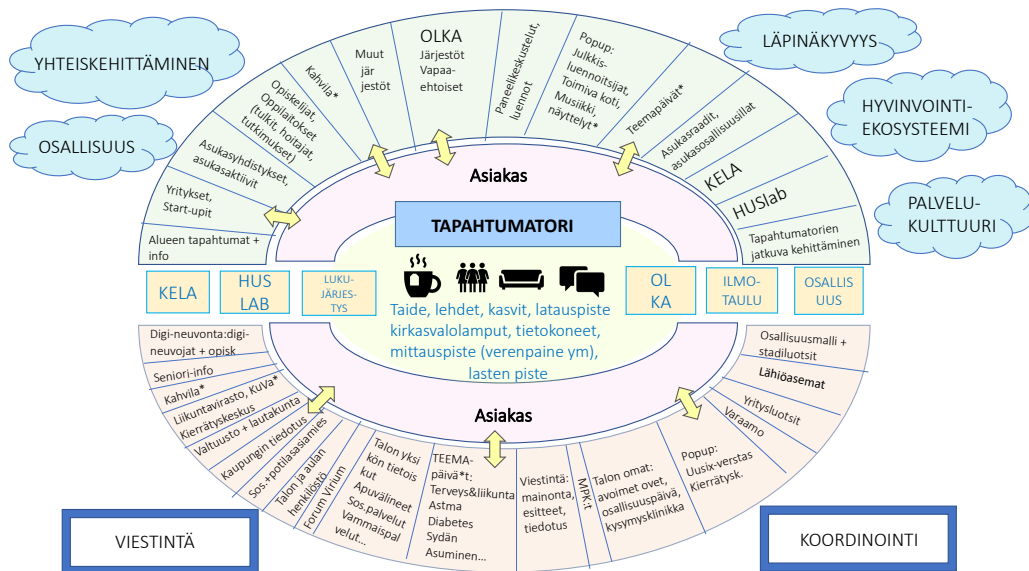 YHTEISKEHITTÄMINEN
OSALLISUUS
LÄPINÄKYVYYS
HYVINVOINTI-
EKOSYSTEEMI
PALVELU-
KULTTUURI
Alueen tapahtumat +
info
Yritykset,
Start-upit
Asukasyhdistykset,
asukasaktiivit
Opiskelijat,
Oppilaitokset
(tulkit, hoitajat,
tutkimukset)
Kahvila*
Muut
jär
jestöt
OLKA
Järjestöt
Vapaa-
ehtoiset
Paneelikeskustelut,
luennot
Popup:
Julkkis-
luennoitsijat,
Toimiva koti,
Musiikki,
näyttelyt*
Teemapäivät*
Asukasraadit,
asukasosallisuusillat
KELA
HUSlab
Tapahtumatorien
jatkuva kehittäminen
Asiakas
TAPAHTUMATORI
KELA
HUS
LAB
LUKU-
JÄRJES-
TYS
OL
KA
ILMO-
TAULU
OSALLIS
UUS
Taide, lehdet, kasvit, latauspiste
kirkasvalolamput, tietokoneet,
mittauspiste (verenpaine ym),
lasten piste
Asiakas
Digi-neuvonta:digi-
neuvojat + opisk
Seniori-info
Kahvila*
Liikuntavirasto, KuVa*
Kierrätyskeskus
Valtuusto + lautakunta
Kaupungin tiedotus
Sos.+potilasasiamies
Talon ja aulan
henkilöstö
Forum Virium
Talon yksi
kön tietois
kut
Apuvälineet
Sos.palvelut
Vammaispal
velut...
TEEMA-
päivä*t:
Terveys&liikunta
Astma
Diabetes
Sydän
Asuminen...
Viestintä:
mainonta,
esitteet,
tiedotus
MPK:t
Talon omat:
avoimet ovet,
osallisuuspäivä,
kysymysklinikka
Popup:
Uusix-verstas
Kierrätysk.
Varaamo
Yritysluotsit
Lähiöasemat
Osallisuusmalli +
stadiluotsit
VIESTINTÄ
KOORDINOINTI